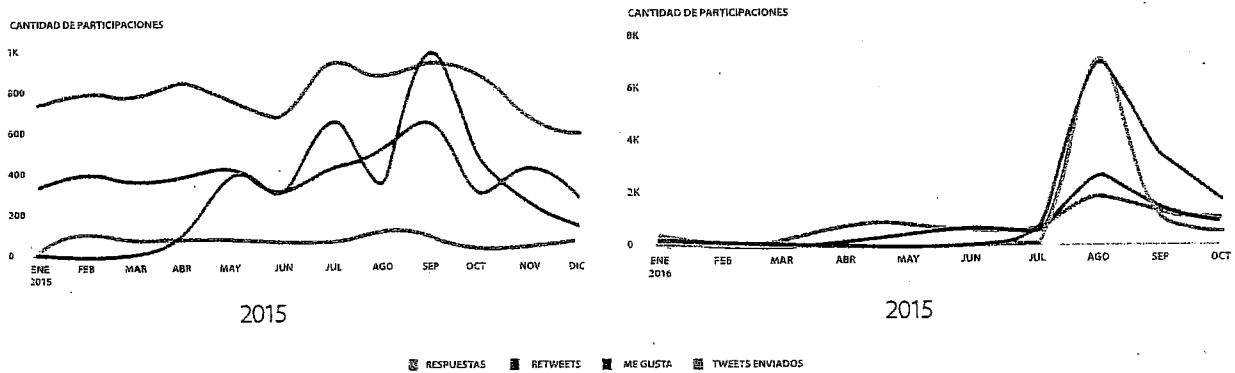 CANTIDAD DE PARTICIPACIONES
1K
800
600
400
200
0
ENE
2015
FEB
MAR
ABR
MAY
JUN
JUL
AGO
SEP
OCT
NOV
DIC
2015
CANTIDAD DE PARTICIPACIONES
8K
6K
4K
2K
0
ENE
2016
FEB
MAR
ABR
MAY
JUN
JUL
AGO
SEP
OCT
2015
RESPUESTAS
RETWEETS
ME GUSTA
TWEETS ENVIADOS